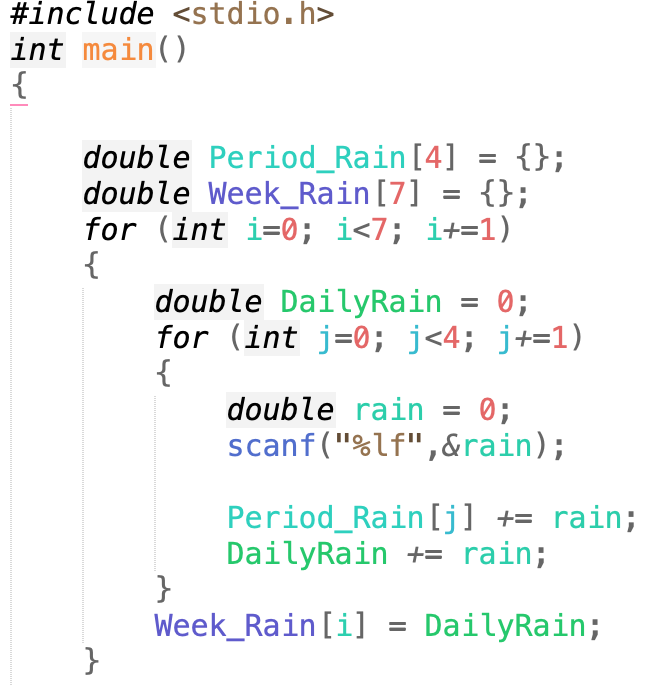 #include <stdio.h>
int main()
{
double Period_Rain[4] = {};
double Week_Rain[7] = {};
for (int i=0; i<7; i+=1)
{
double DailyRain = 0;
for (int j=0; j<4; j+=1)
{
double rain = 0;
scanf("%lf",&rain);
Period_Rain[j] += rain;
DailyRain += rain;
}
Week_Rain[i] = DailyRain;
}